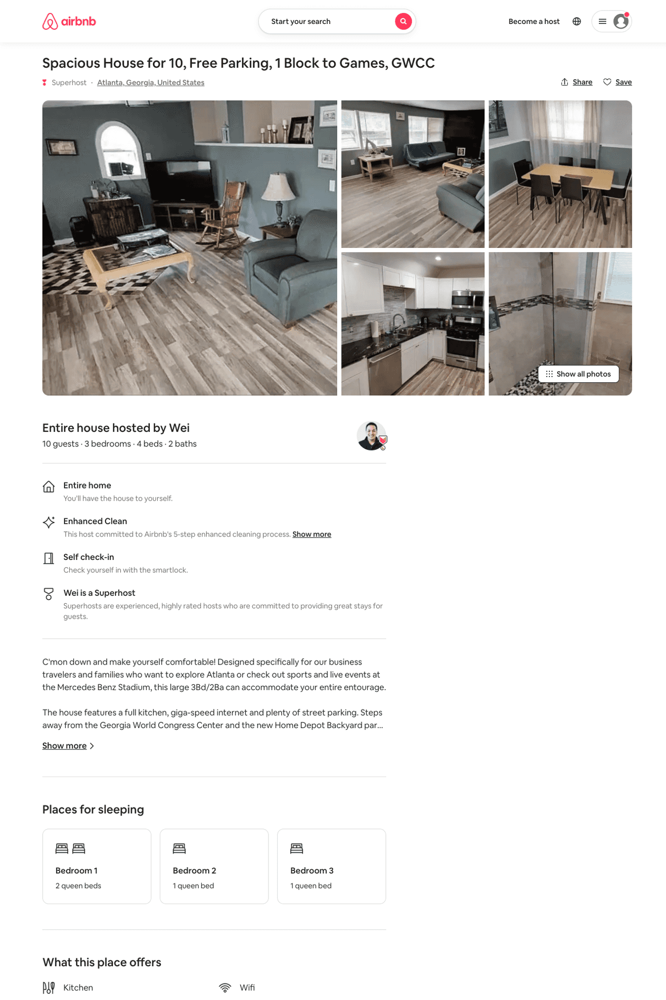 airbnb
Start your search
Become a host
Spacious House for 10, Free Parking, 1 Block to Games, GWCC
Superhost · Atlanta, Georgia, United States
Share
Save
Show all photos
Entire house hosted by Wei
10 guests · 3 bedrooms · 4 beds · 2 baths
Entire home
You'll have the house to yourself.
Enhanced Clean
This host committed to Airbnb's 5-step enhanced cleaning process. Show more
Self check-in
Check yourself in with the smartlock.
Wei is a Superhost
Superhosts are experienced, highly rated hosts who are committed to providing great stays for
guests.
C'mon down and make yourself comfortable! Designed specifically for our business
travelers and families who want to explore Atlanta or check out sports and live events at
the Mercedes Benz Stadium, this large 3Bd/2Ba can accommodate your entire entourage.
The house features a full kitchen, giga-speed internet and plenty of street parking. Steps
away from the Georgia World Congress Center and the new Home Depot Backyard par…
Show more
Places for sleeping
Bedroom 1
2 queen beds
Bedroom 2
1 queen bed
Bedroom 3
1 queen bed
What this place offers
Kitchen
Wifi